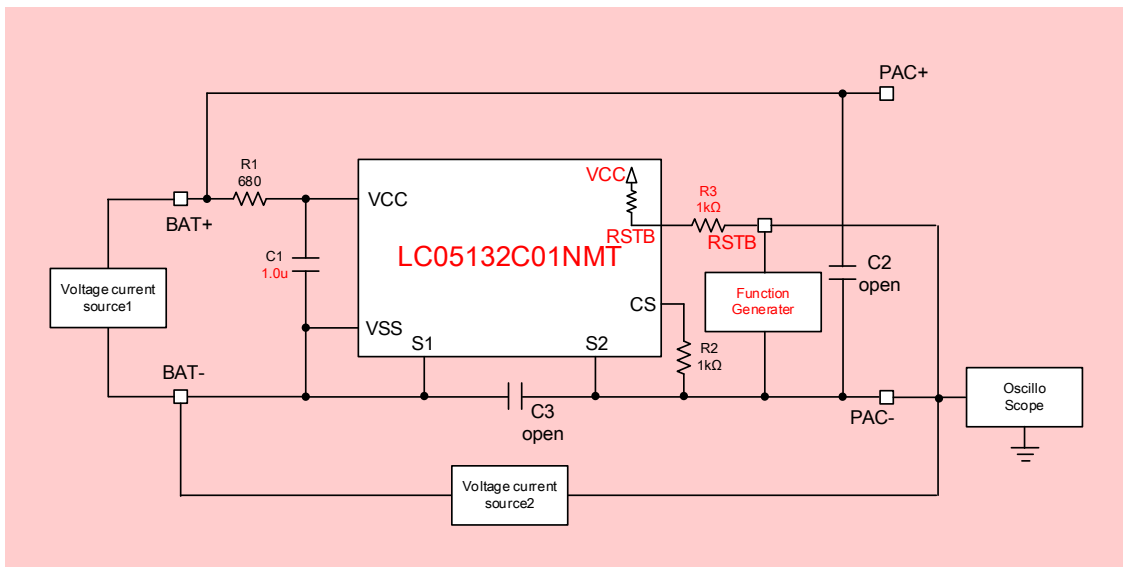 PAC+
R1
680
VCC
VCC
R3
1kΩ
BAT+
RSTB
RSTB
LC05132C01NMT
C1
1.0u
C2
open
Voltage current
source1
Function
Generater
CS
VSS
S1
S2
R2
1kΩ
BAT-
Oscillo
Scope
C3
open
PAC-
Voltage current
source2